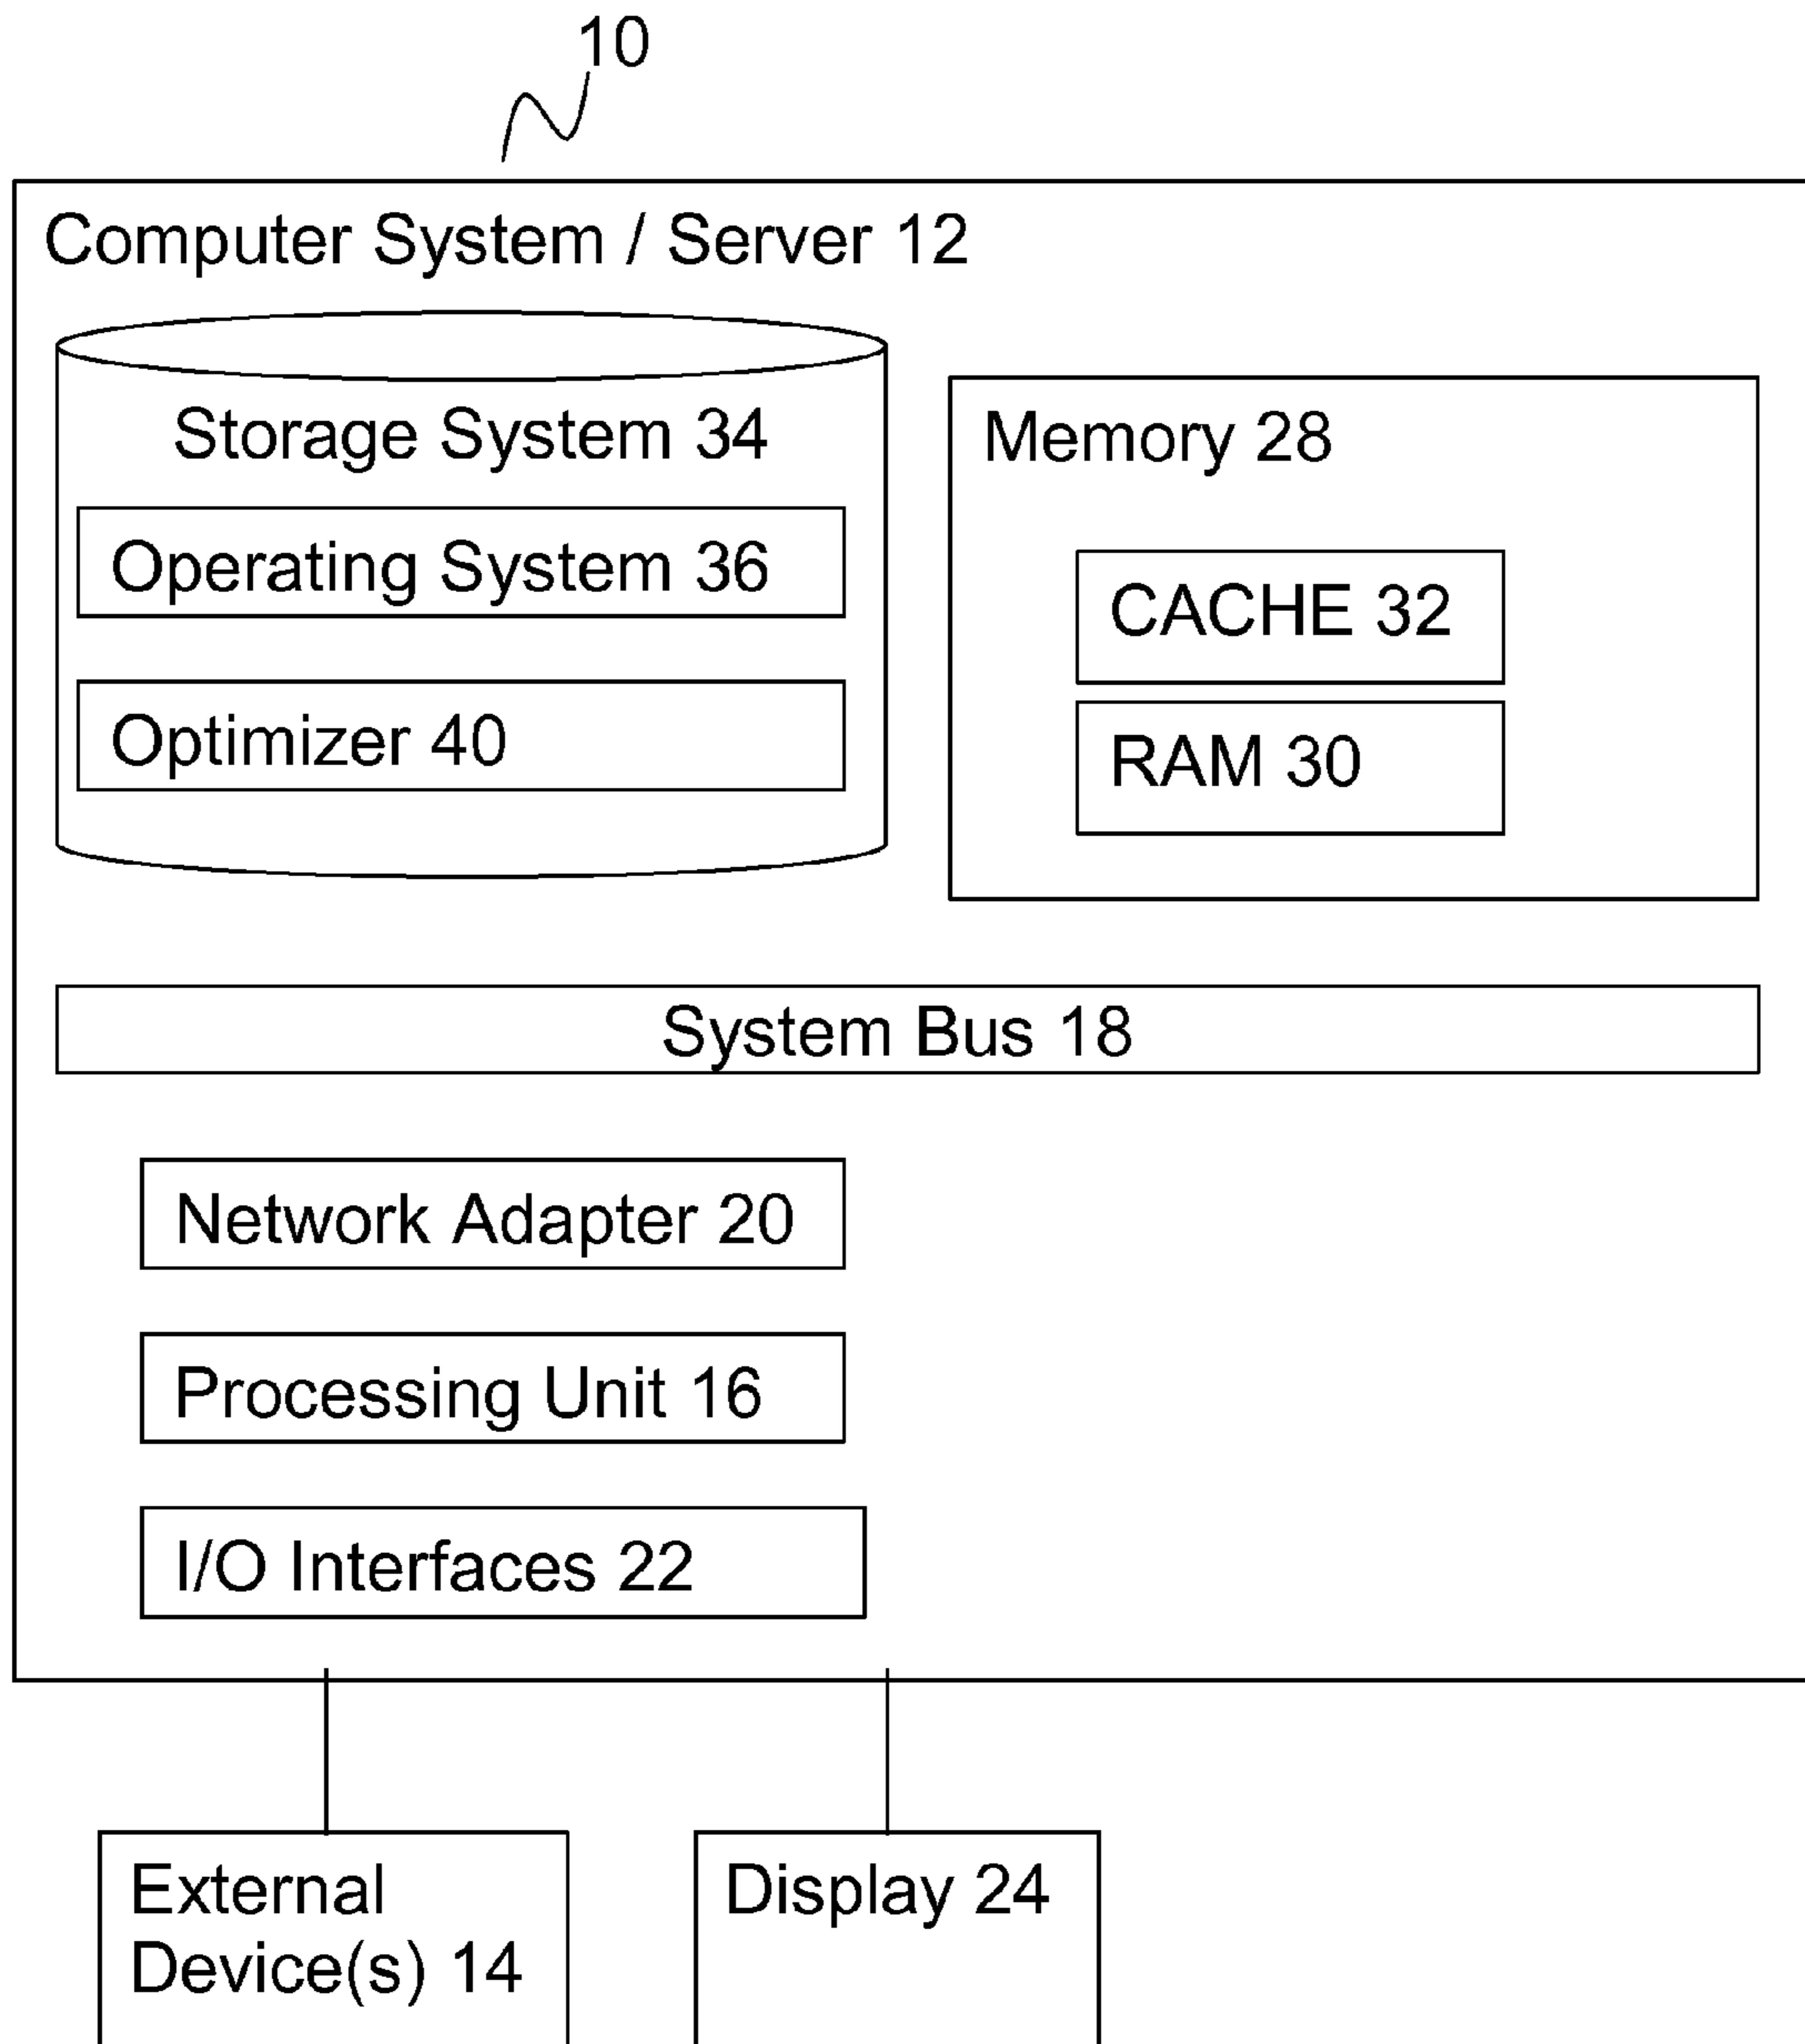 10
Computer System / Server 12
Storage System 34
Operating System 36
Optimizer 40
Memory 28
CACHE 32
RAM 30
System Bus 18
Network Adapter 20
Processing Unit 16
I/O Interfaces 22
External
Device(s) 14
Display 24